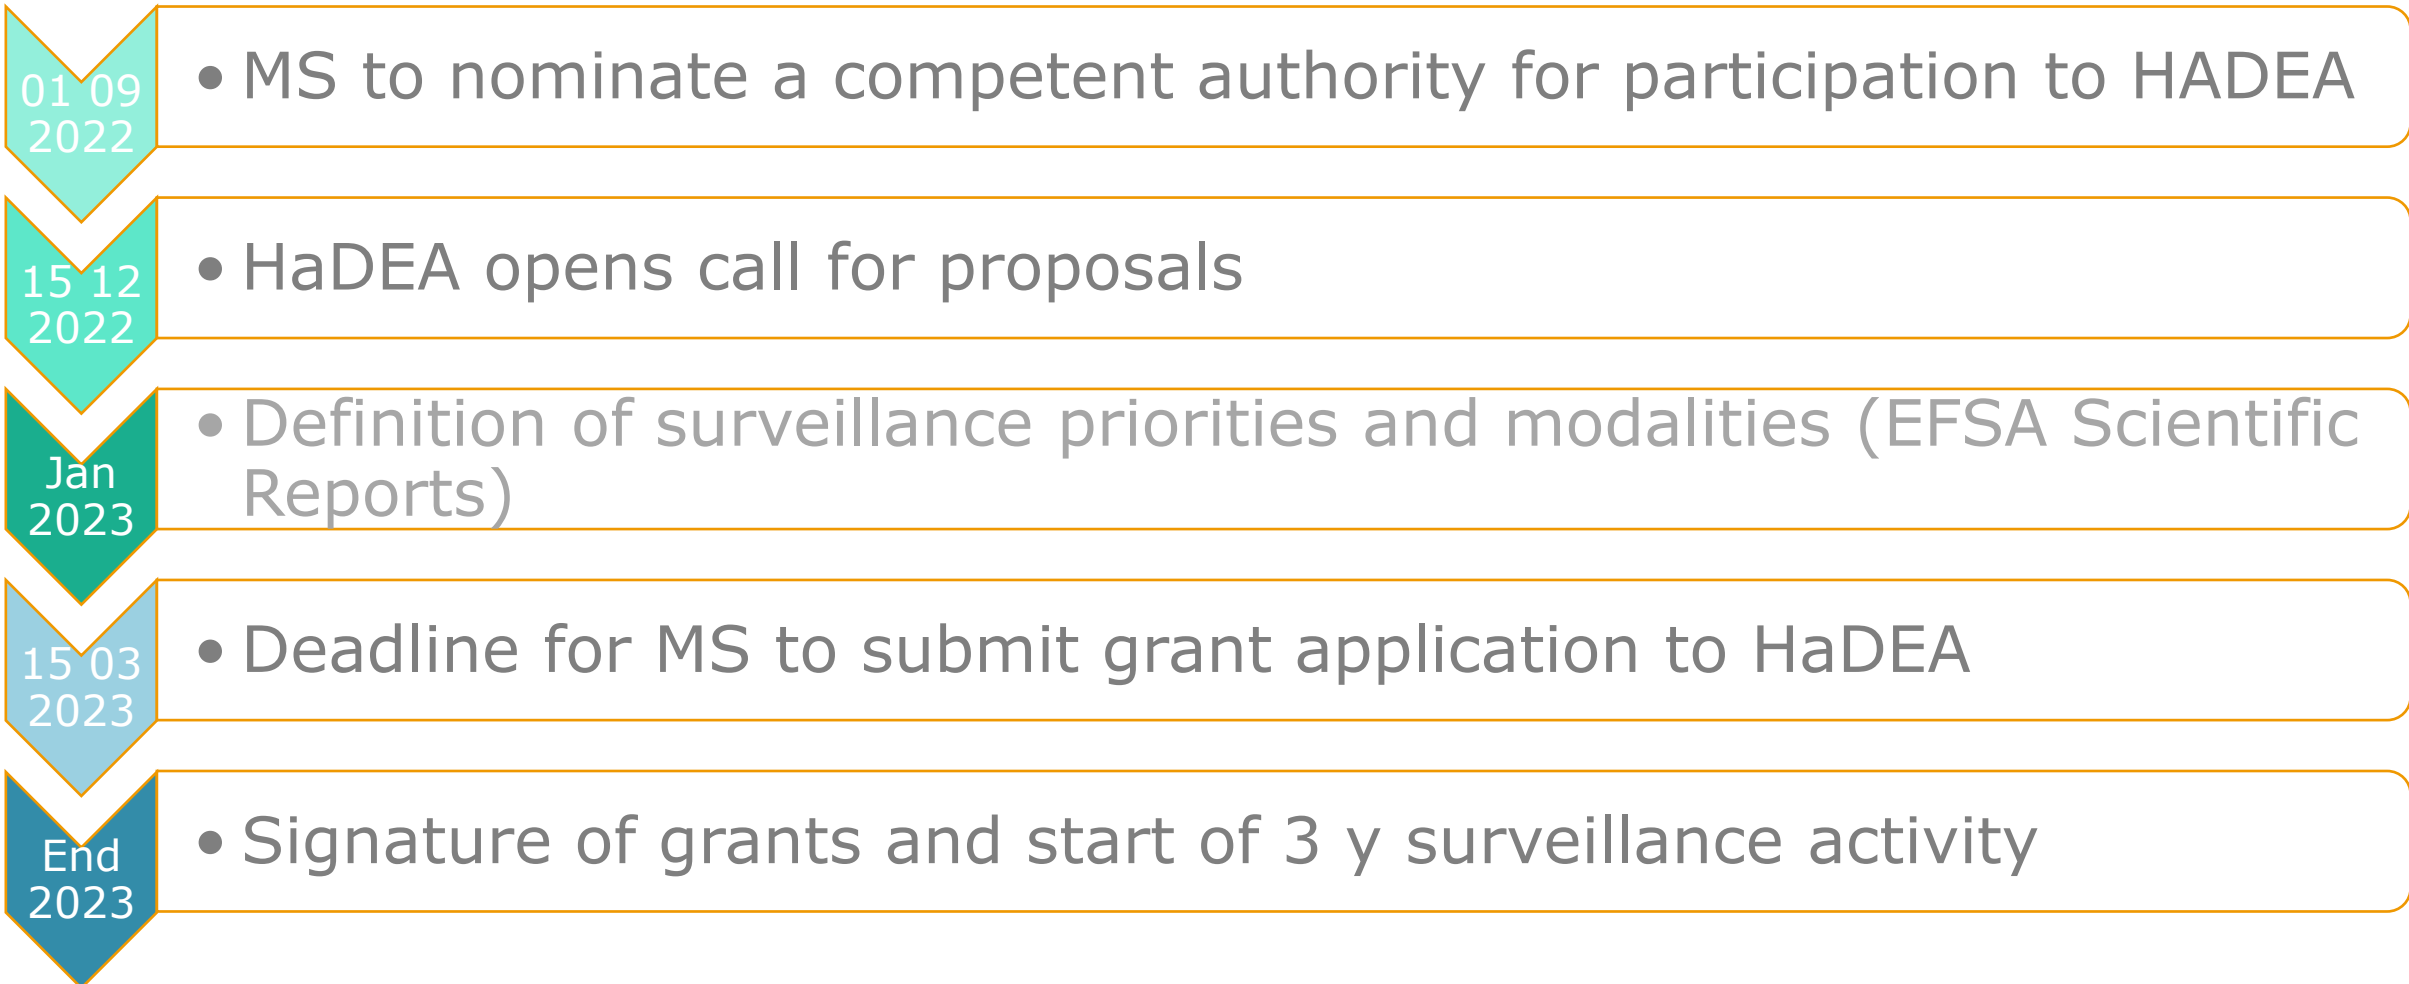 01 09
2022
• MS to nominate a competent authority for participation to HADEA
15 12
2022
• HaDEA opens call for proposals
Jan
2023
• Definition of surveillance priorities and modalities (EFSA Scientific
Reports)
15 03
2023
• Deadline for MS to submit grant application to HaDEA
End
2023
• Signature of grants and start of 3 y surveillance activity